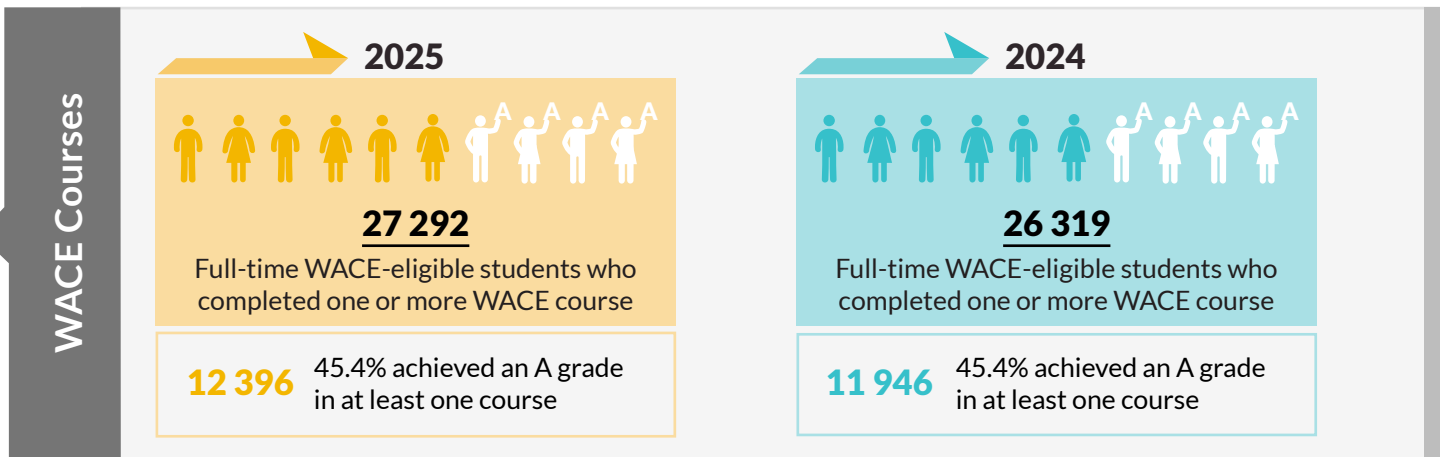 WACE Courses
2025
A A A A
27 292
Full-time WACE-eligible students who
completed one or more WACE course
12 396
45.4% achieved an A grade
in at least one course
2024
A A A A
26 319
Full-time WACE-eligible students who
completed one or more WACE course
11 946
45.4% achieved an A grade
in at least one course